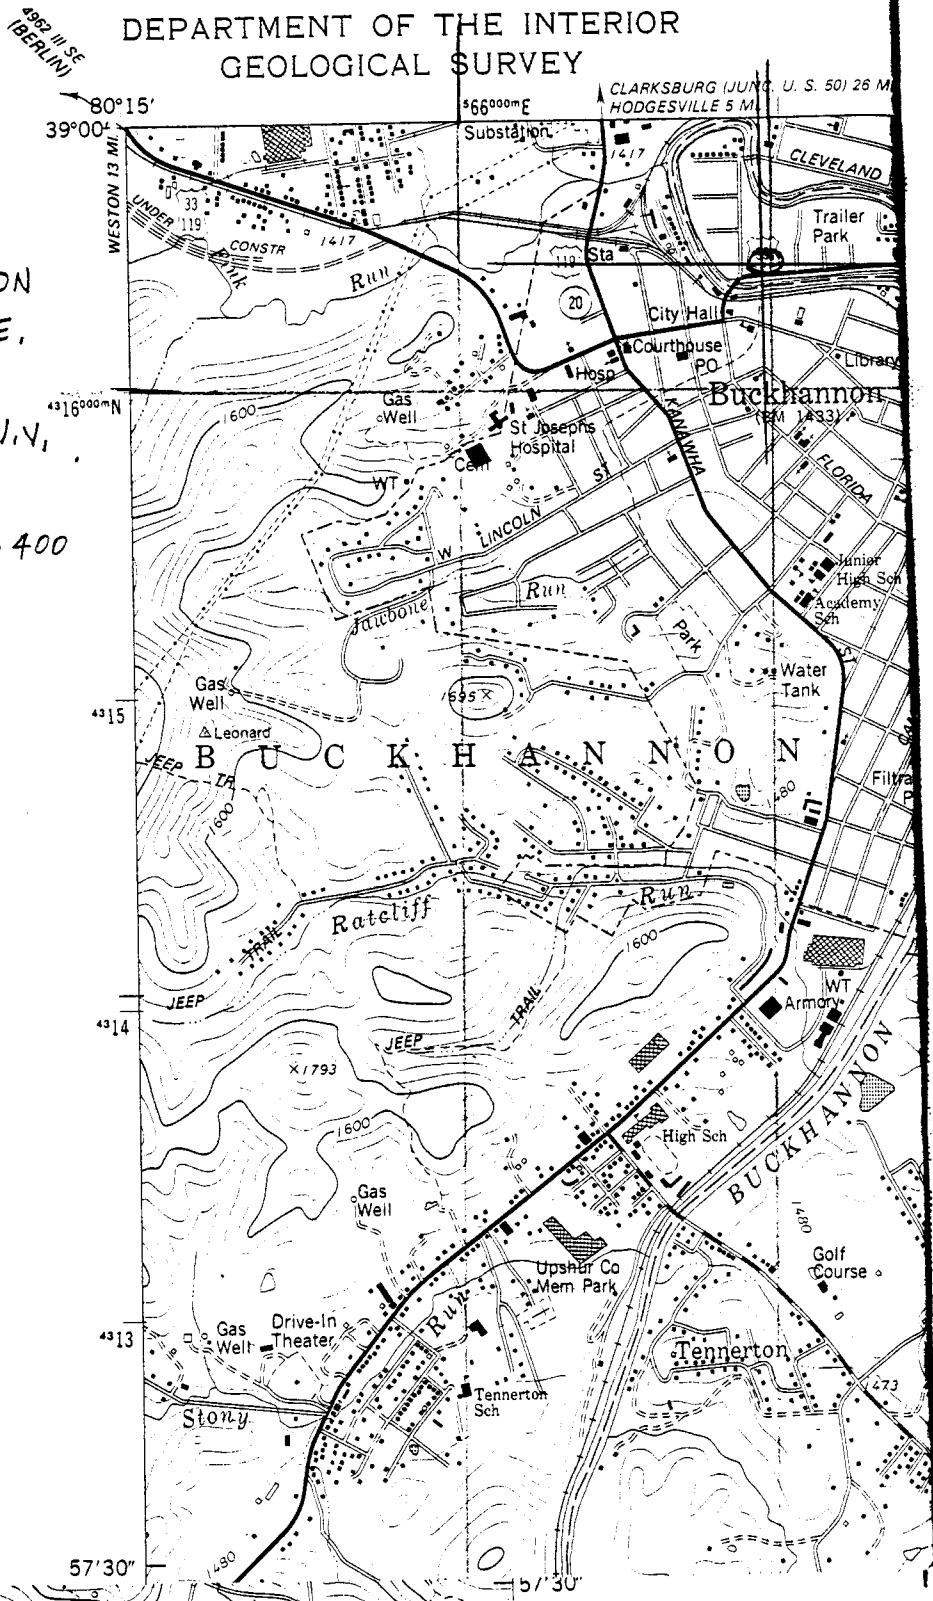 DEPARTMENT OF THE INTERIOR
GEOLOGICAL SURVEY
4962 III SE
(BERLIN)
CLARKSBURG (JUNC. U. S. 50) 26 MI
HODGESVILLE 5 MI.
80°15'
566000mE
39°00'
Substation
1417
CLEVELAND
WESTON 13 MI.
33
119
UNDER
CONSTR
1417
Trailer
Park
Sta
119
Run
20
City Hall
Courthouse
PO
Library
Hosp
ON
E.
Buckhannon
(BM 1433)
4316000mN
1600
Gas
Well
KANAWHA
St Josephs
Hospital
Cem
WT
ST
LINCOLN
W
FLORIDA
400
Junior
High Sch
Academy
Sch
Run
Jawbone
Park
ST
Water
Tank
Gas
Well
1695
4315
Leonard
BUCKHANNON
JEEP TR
1600
1480
Filtra
P
Ratcliff
Run
TRAIL
1600
JEEP
TRAIL
WT
Armory
4314
JEEP
1793
1600
High Sch
BUCKHANNON
Gas
Well
1480
Golf
Course
Upshur Co
Mem Park
Run
4313
Gas
Well
Drive-In
Theater
Tennerton
1473
Stony
Tennerton
Sch
57'30"
1480
57'30"